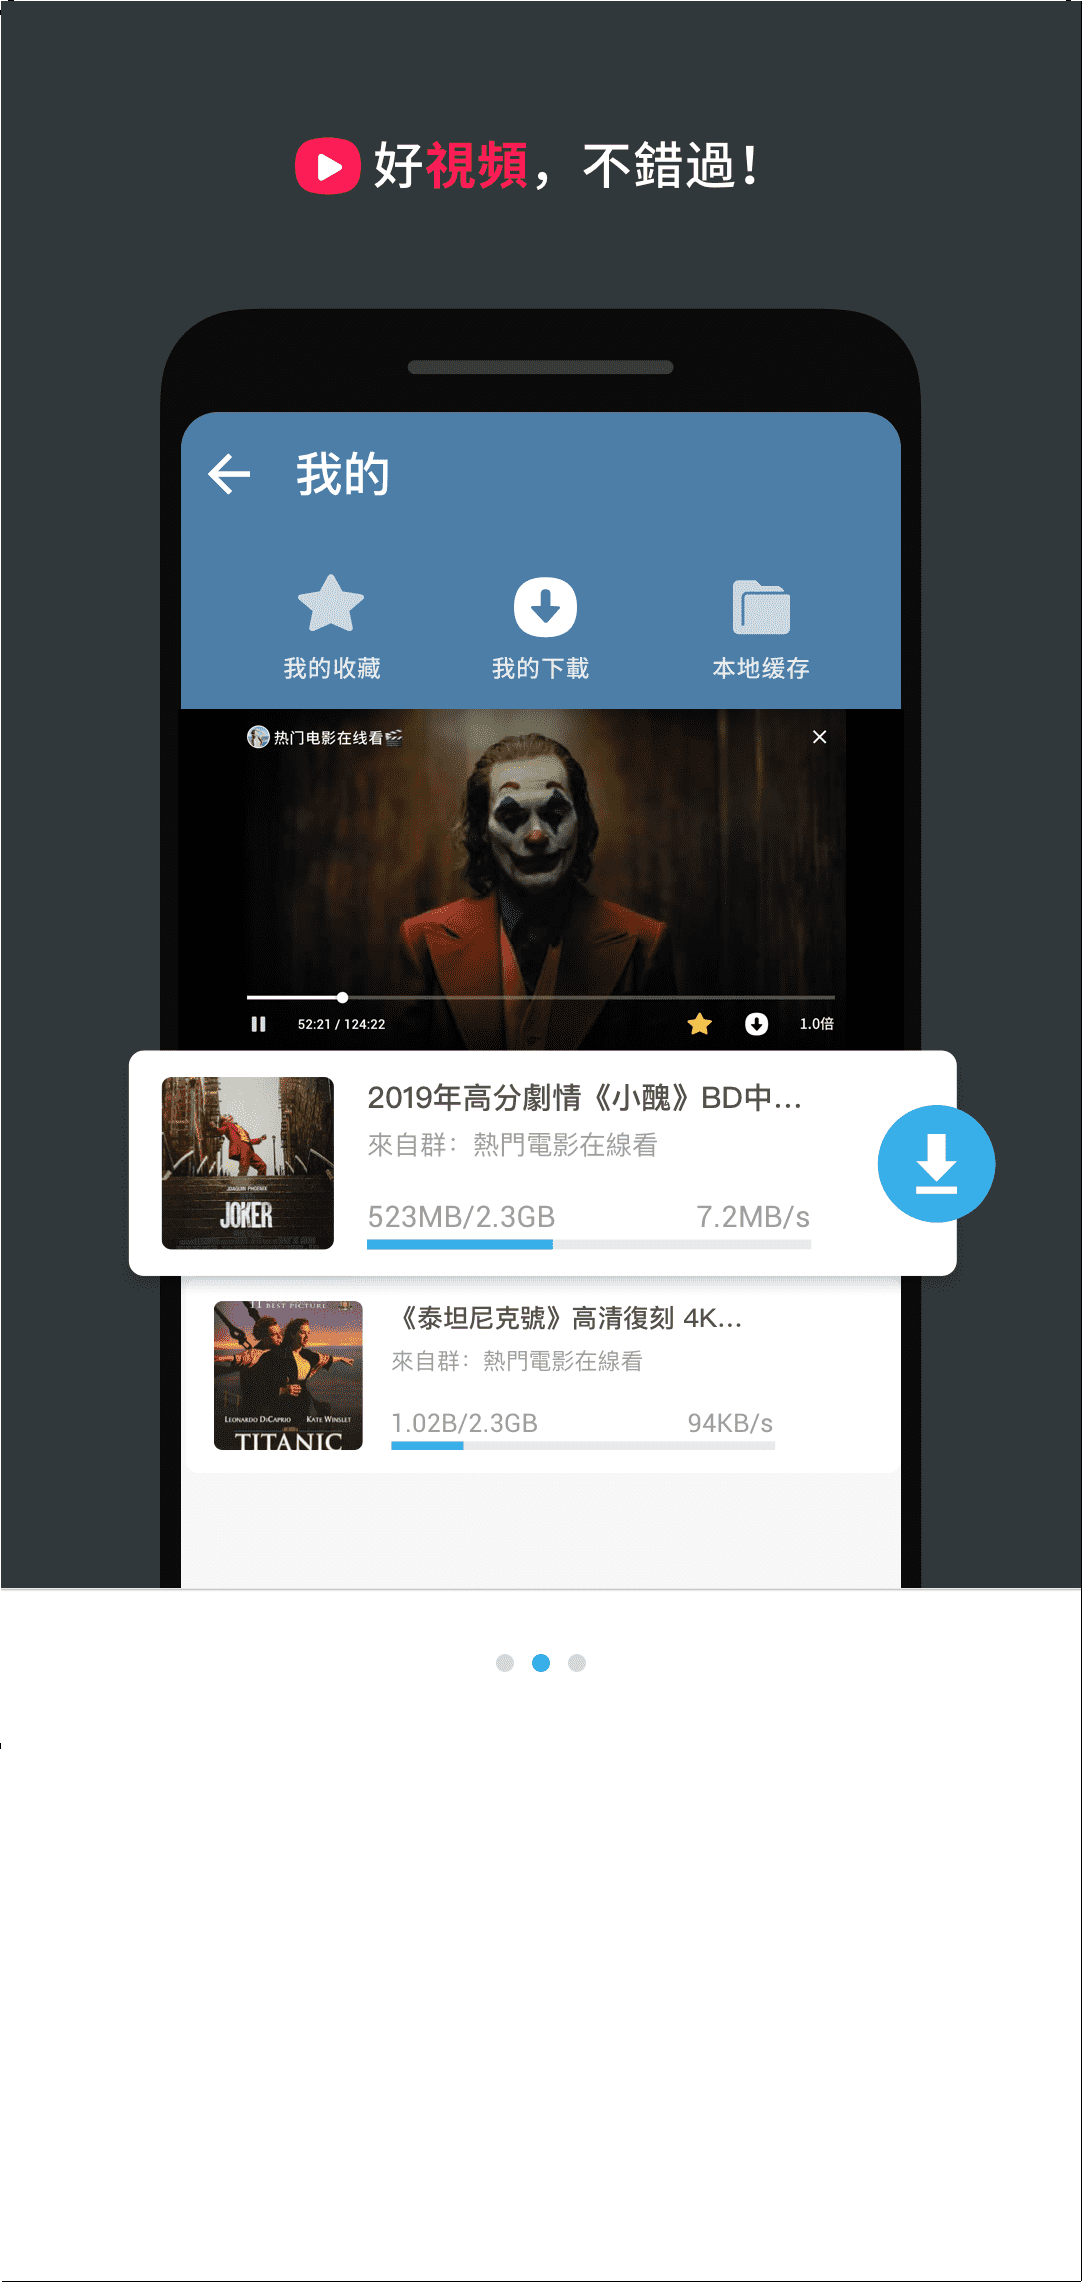 好視頻，不錯過！
我的
我的收藏
我的下載
本地缓存
热门电影在线看
52:21 / 124:22
1.0倍
2019年高分劇情《小醜》BD中...
來自群：熱門電影在線看
523MB/2.3GB
7.2MB/s
JOAQUIN PHOENIX
JOKER
《泰坦尼克號》高清復刻 4K...
來自群：熱門電影在線看
1.02B/2.3GB
94KB/s
11 BEST PICTURE
LEONARDO DICAPRIO KATE WINSLET
TITANIC